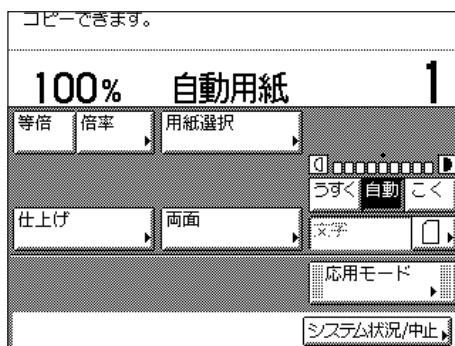 コピーできます。
100% 自動用紙 1
等倍 倍率 用紙選択
うすく 自動 こく
仕上げ 両面 文字
応用モード
システム状況/中止